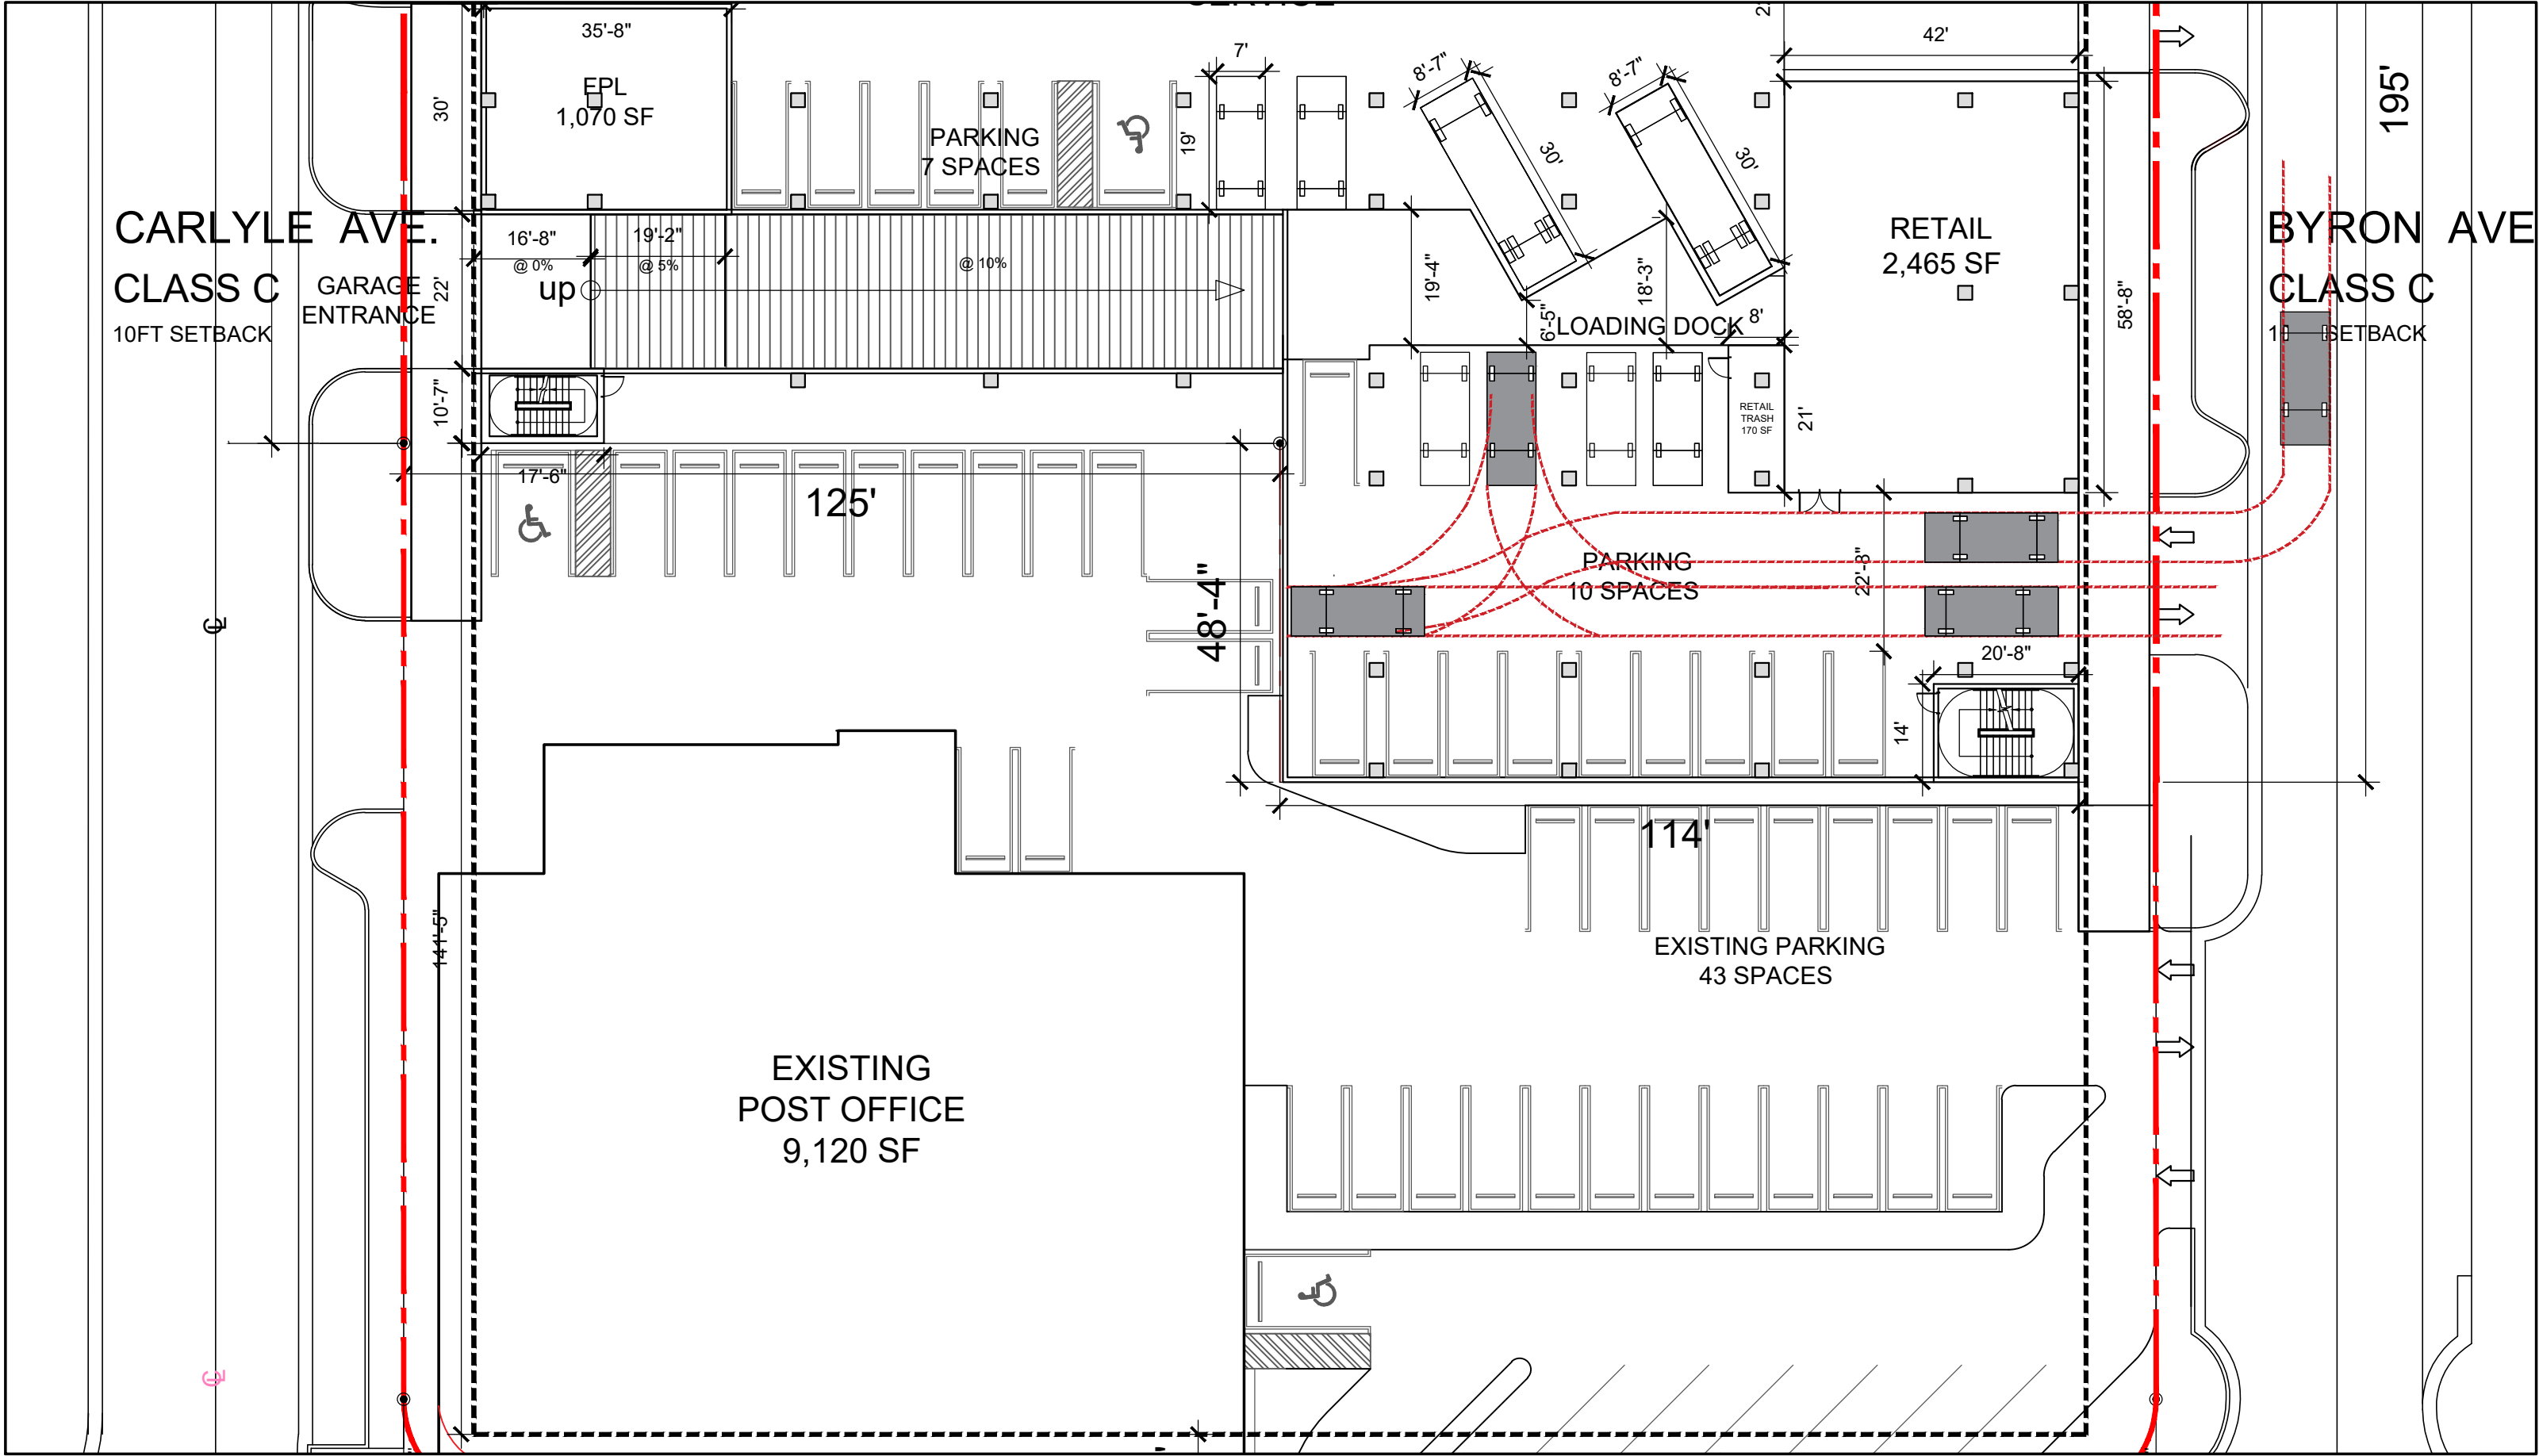 35'-8"
7'
42'
195'
8'-7"
8'-7"
30'
EPL
1,070 SF
PARKING
7 SPACES
19'
30'
30'
CARLYLE AVE.
CLASS C
10FT SETBACK
GARAGE
ENTRANCE
22'
16'-8"
@ 0%
19'-2"
@ 5%
@ 10%
up
19'-4"
18'-3"
6'-5"
LOADING DOCK
8'
RETAIL
2,465 SF
58'-8"
BYRON AVE
CLASS C
SETBACK
10'-7"
RETAIL
TRASH
170 SF
21'
17'-6"
125'
48'-4"
PARKING
10 SPACES
22'-8"
20'-8"
14'
114'
141'-5"
EXISTING PARKING
43 SPACES
EXISTING
POST OFFICE
9,120 SF